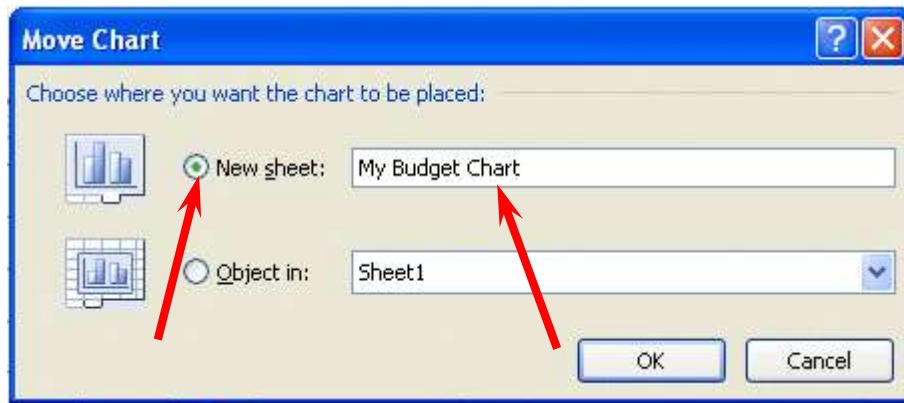 Move Chart
Choose where you want the chart to be placed:
New sheet: My Budget Chart
Object in: Sheet1
OK Cancel